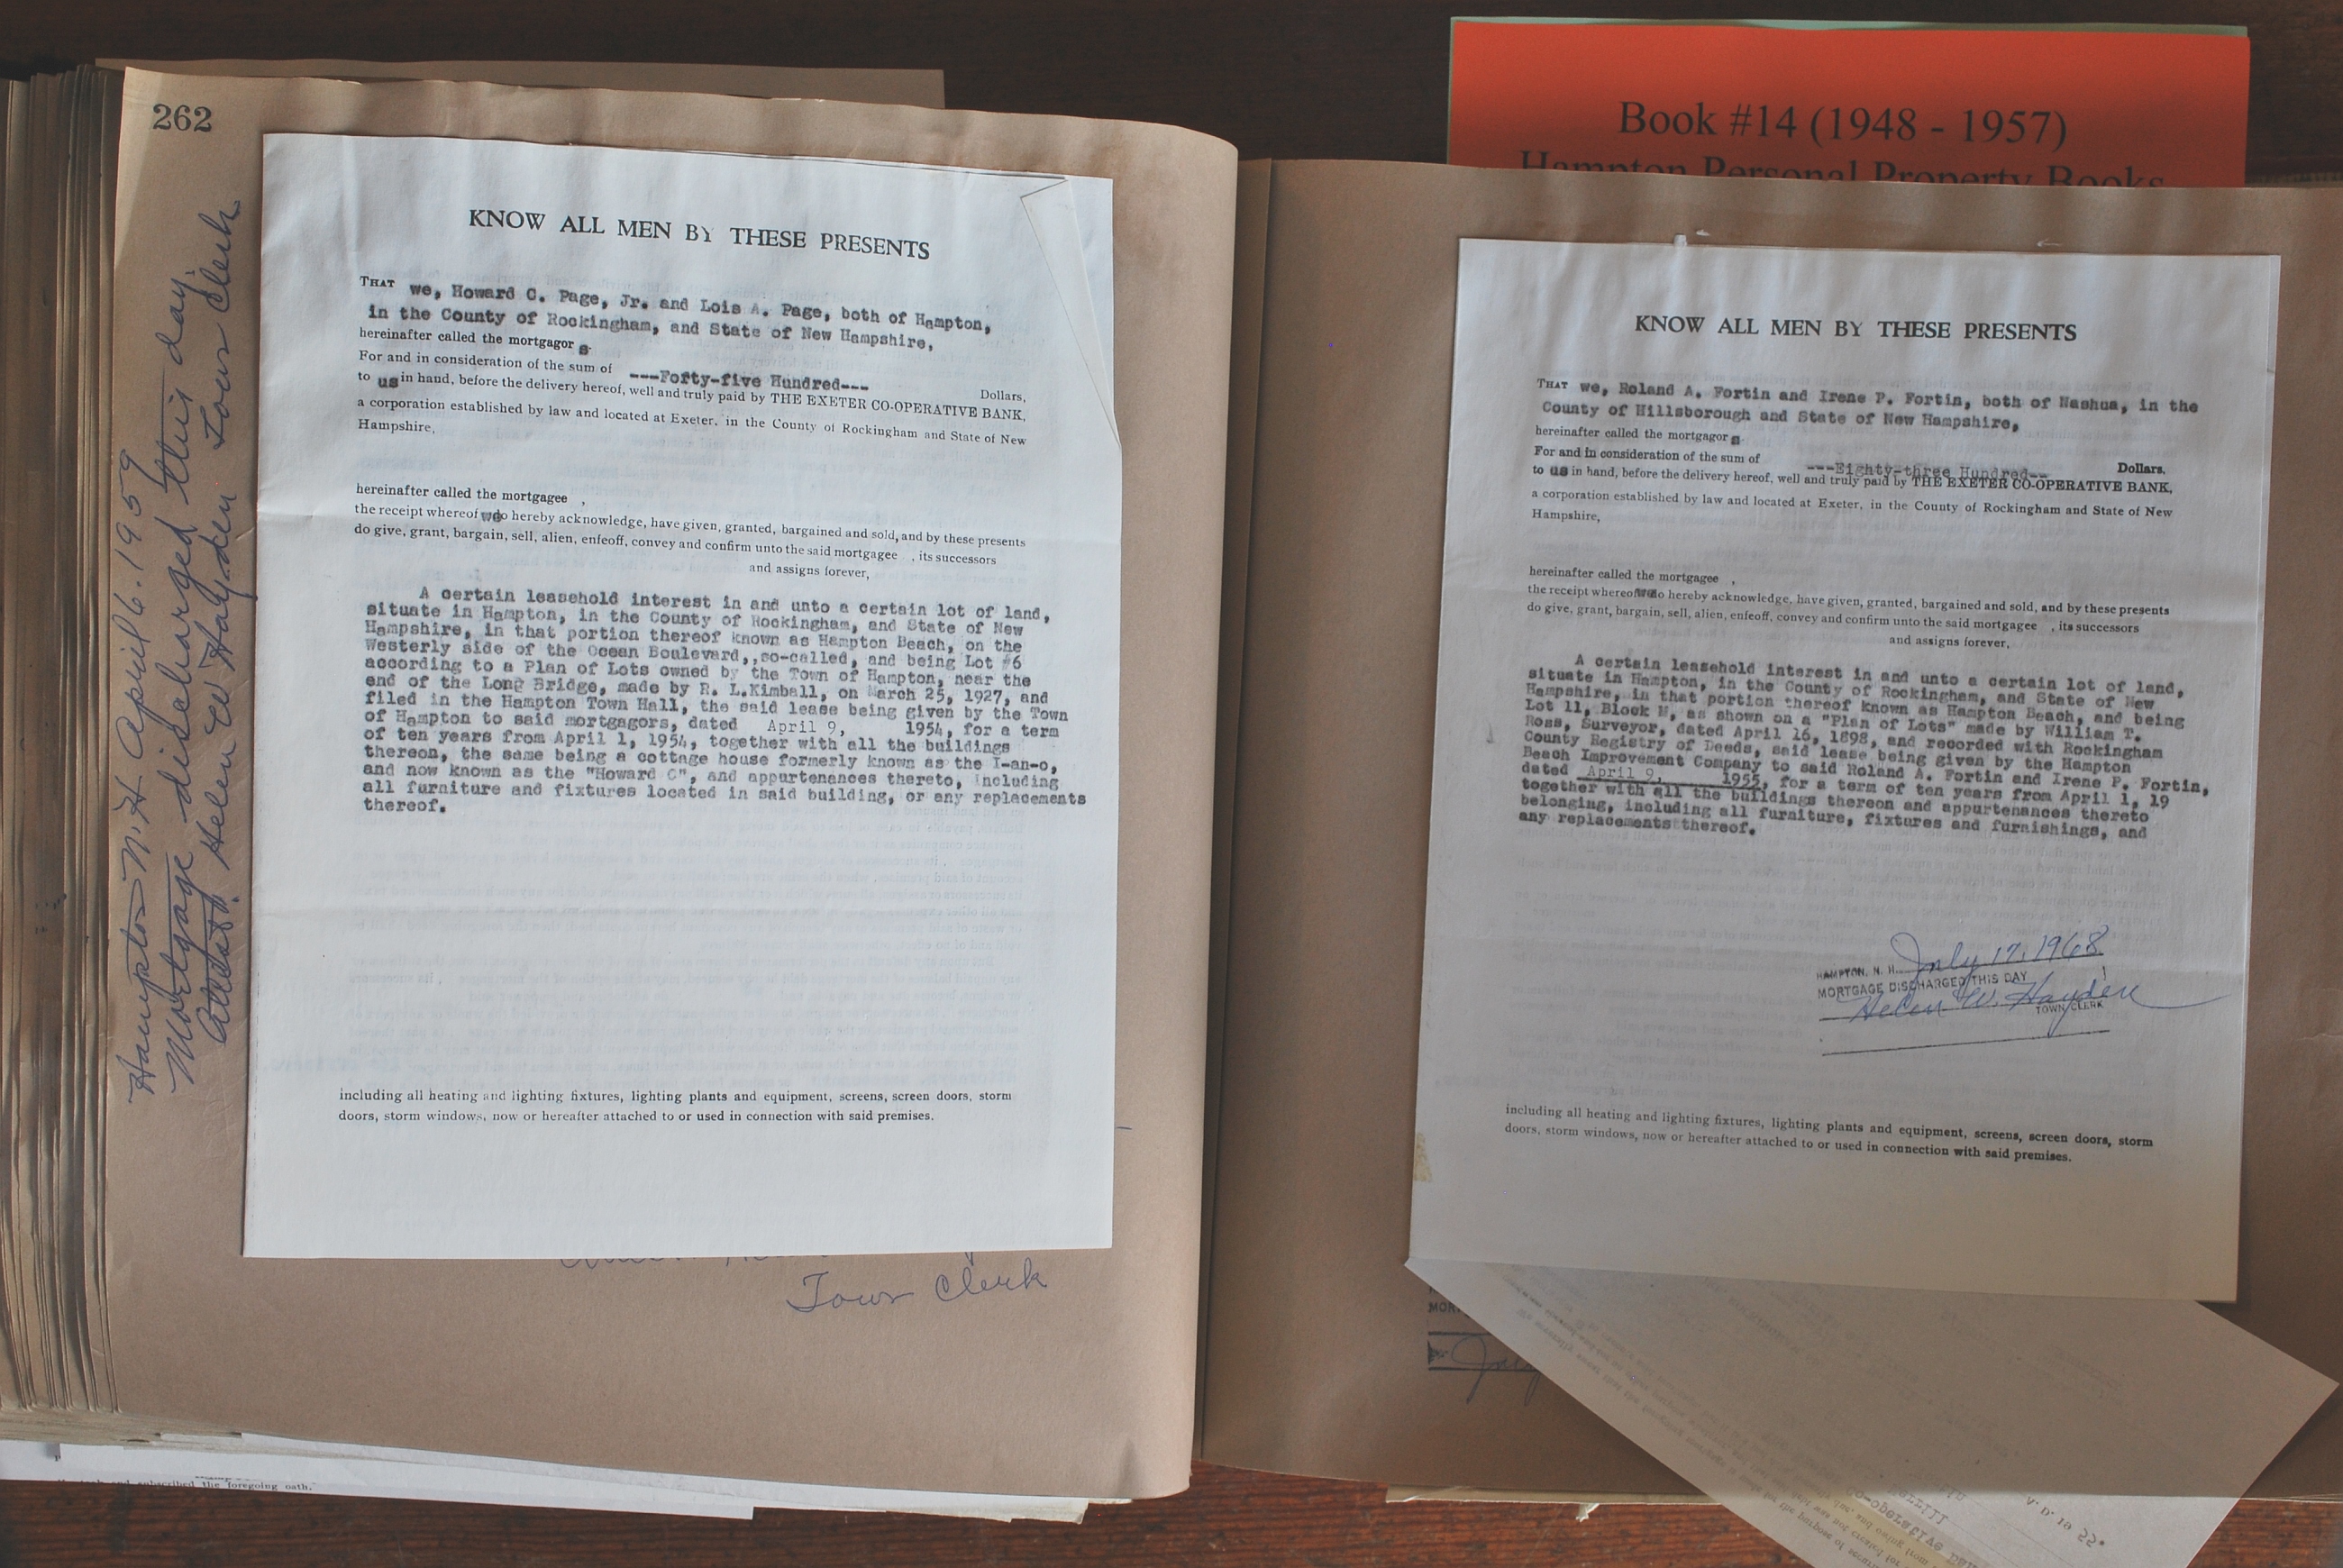 262
Hampton N.H. April 6. 1959
Mortgage discharged this day.
Attest. Helen W Hayden Town Clerk
KNOW ALL MEN BY THESE PRESENTS
THAT we, Howard C. Page, Jr. and Lois A. Page, both of Hampton,
in the County of Rockingham, and State of New Hampshire,
hereinafter called the mortgagor s
For and in consideration of the sum of ---Forty-five Hundred--- Dollars,
to us in hand, before the delivery hereof, well and truly paid by THE EXETER CO-OPERATIVE BANK,
a corporation established by law and located at Exeter, in the County of Rockingham and State of New
Hampshire,
hereinafter called the mortgagee ,
the receipt whereof we do hereby acknowledge, have given, granted, bargained and sold, and by these presents
do give, grant, bargain, sell, alien, enfeoff, convey and confirm unto the said mortgagee , its successors
and assigns forever,
A certain leasehold interest in and unto a certain lot of land,
situate in Hampton, in the County of Rockingham, and State of New
Hampshire, in that portion thereof known as Hampton Beach, on the
Westerly side of the Ocean Boulevard,,so-called, and being Lot #6
according to a Plan of Lots owned by the Town of Hampton, near the
end of the Long Bridge, made by R. L.Kimball, on March 25, 1927, and
filed in the Hampton Town Hall, the said lease being given by the Town
of Hampton to said mortgagors, dated April 9, 1954, for a term
of ten years from April 1, 1954, together with all the buildings
thereon, the same being a cottage house formerly known as the I-an-o,
and now known as the "Howard C", and appurtenances thereto, including
all furniture and fixtures located in said building, or any replacements
thereof.
including all heating and lighting fixtures, lighting plants and equipment, screens, screen doors, storm
doors, storm windows, now or hereafter attached to or used in connection with said premises.
Town Clerk
subscribed the foregoing oath.
Book #14 (1948 - 1957)
Hampton Personal Property Books
KNOW ALL MEN BY THESE PRESENTS
THAT we, Roland A. Fortin and Irene P. Fortin, both of Nashua, in the
County of Hillsborough and State of New Hampshire,
hereinafter called the mortgagor s
For and in consideration of the sum of ---Eighty-three Hundred-- Dollars,
to us in hand, before the delivery hereof, well and truly paid by THE EXETER CO-OPERATIVE BANK,
a corporation established by law and located at Exeter, in the County of Rockingham and State of New
Hampshire,
hereinafter called the mortgagee ,
the receipt whereof we do hereby acknowledge, have given, granted, bargained and sold, and by these presents
do give, grant, bargain, sell, alien, enfeoff, convey and confirm unto the said mortgagee , its successors
and assigns forever,
A certain leasehold interest in and unto a certain lot of land,
situate in Hampton, in the County of Rockingham, and State of New
Hampshire, in that portion thereof known as Hampton Beach, and being
Lot 11, Block M, as shown on a "Plan of Lots" made by William T.
Ross, Surveyor, dated April 16, 1898, and recorded with Rockingham
County Registry of Deeds, said lease being given by the Hampton
Beach Improvement Company to said Roland A. Fortin and Irene P. Fortin,
dated April 9, 1955, for a term of ten years from April 1, 19
together with all the buildings thereon and appurtenances thereto
belonging, including all furniture, fixtures and furnishings, and
any replacements thereof.
HAMPTON, N. H. July 17, 1968
MORTGAGE DISCHARGED THIS DAY
Helen W. Hayden
TOWN CLERK
including all heating and lighting fixtures, lighting plants and equipment, screens, screen doors, storm
doors, storm windows, now or hereafter attached to or used in connection with said premises.